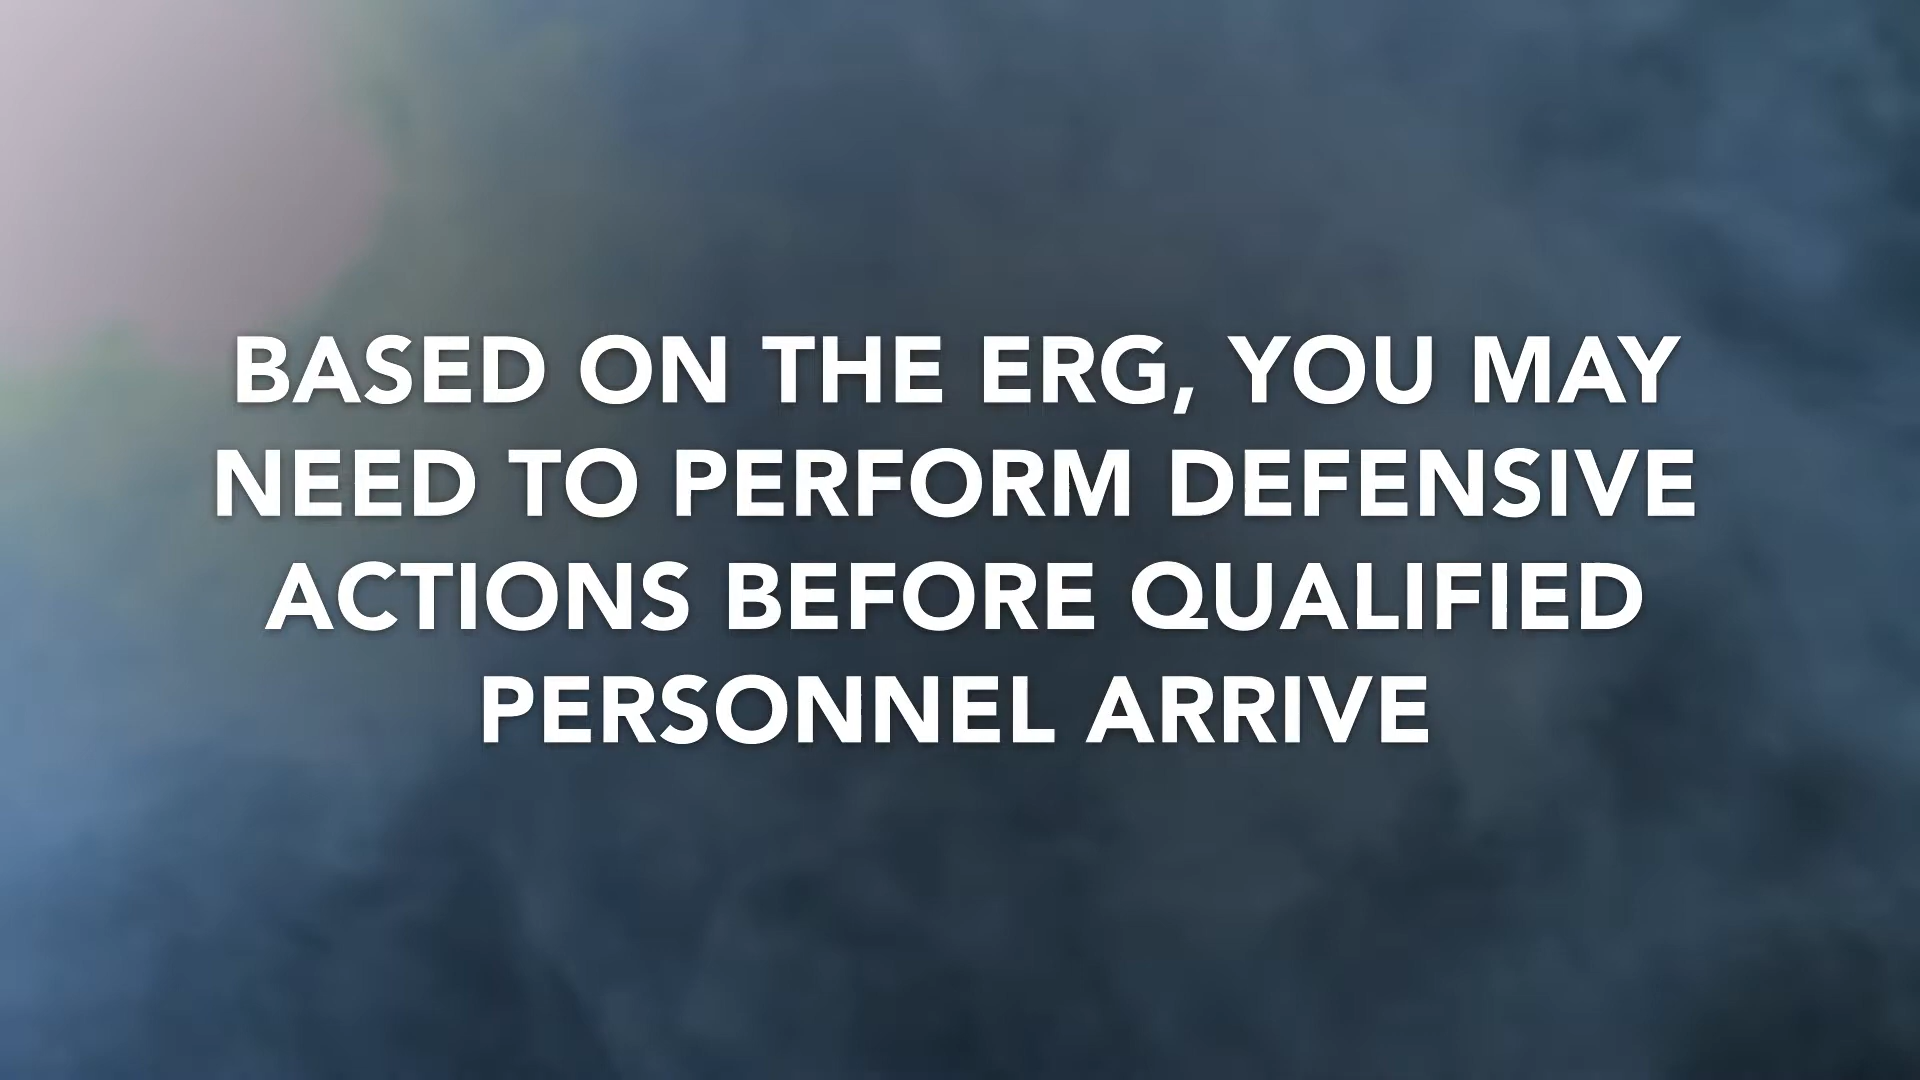 BASED ON THE ERG, YOU MAY
NEED TO PERFORM DEFENSIVE
ACTIONS BEFORE QUALIFIED
PERSONNEL ARRIVE